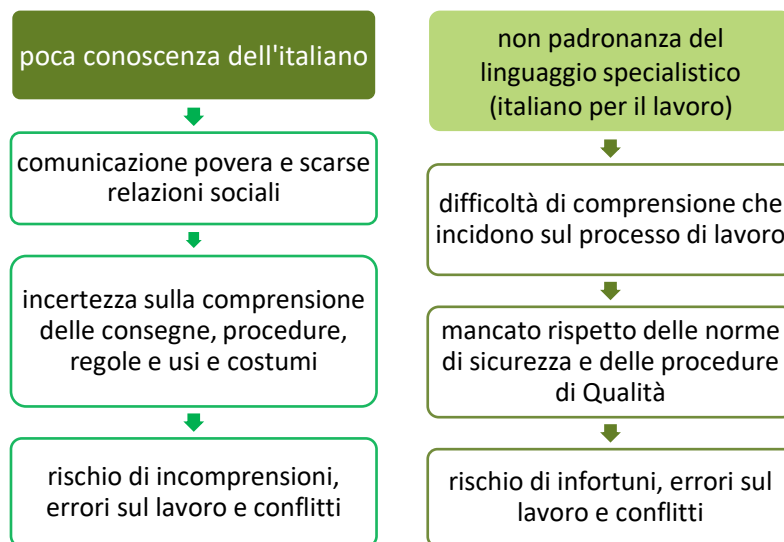 poca conoscenza dell'italiano
comunicazione povera e scarse
relazioni sociali
incertezza sulla comprensione
delle consegne, procedure,
regole e usi e costumi
rischio di incomprensioni,
errori sul lavoro e conflitti
non padronanza del
linguaggio specialistico
(italiano per il lavoro)
difficoltà di comprensione che
incidono sul processo di lavoro
mancato rispetto delle norme
di sicurezza e delle procedure
di Qualità
rischio di infortuni, errori sul
lavoro e conflitti